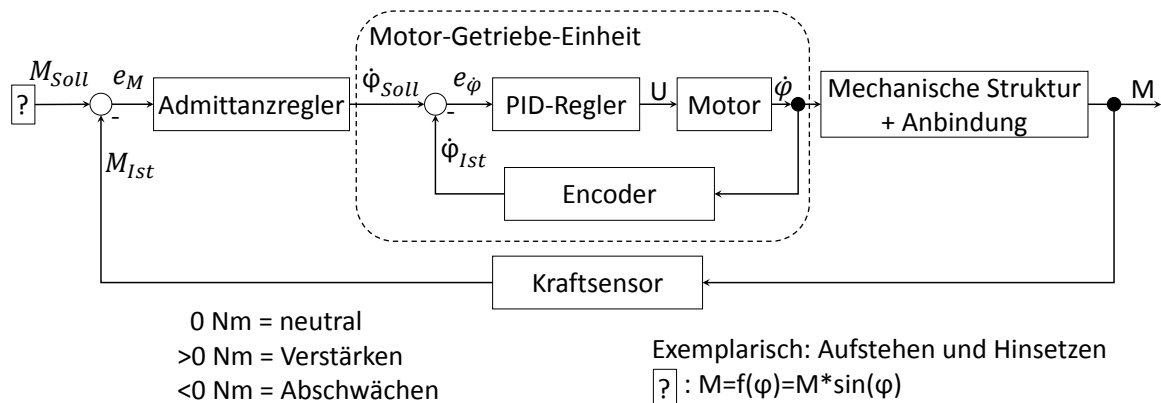 Motor-Getriebe-Einheit
M_Soll
e_M
φ̇_Soll
e_φ̇
U
φ̇
M
?
Admittanzregler
PID-Regler
Motor
Mechanische Struktur
+ Anbindung
-
-
M_Ist
φ̇_Ist
Encoder
Kraftsensor
0 Nm = neutral
>0 Nm = Verstärken
<0 Nm = Abschwächen
Exemplarisch: Aufstehen und Hinsetzen
? : M=f(φ)=M*sin(φ)